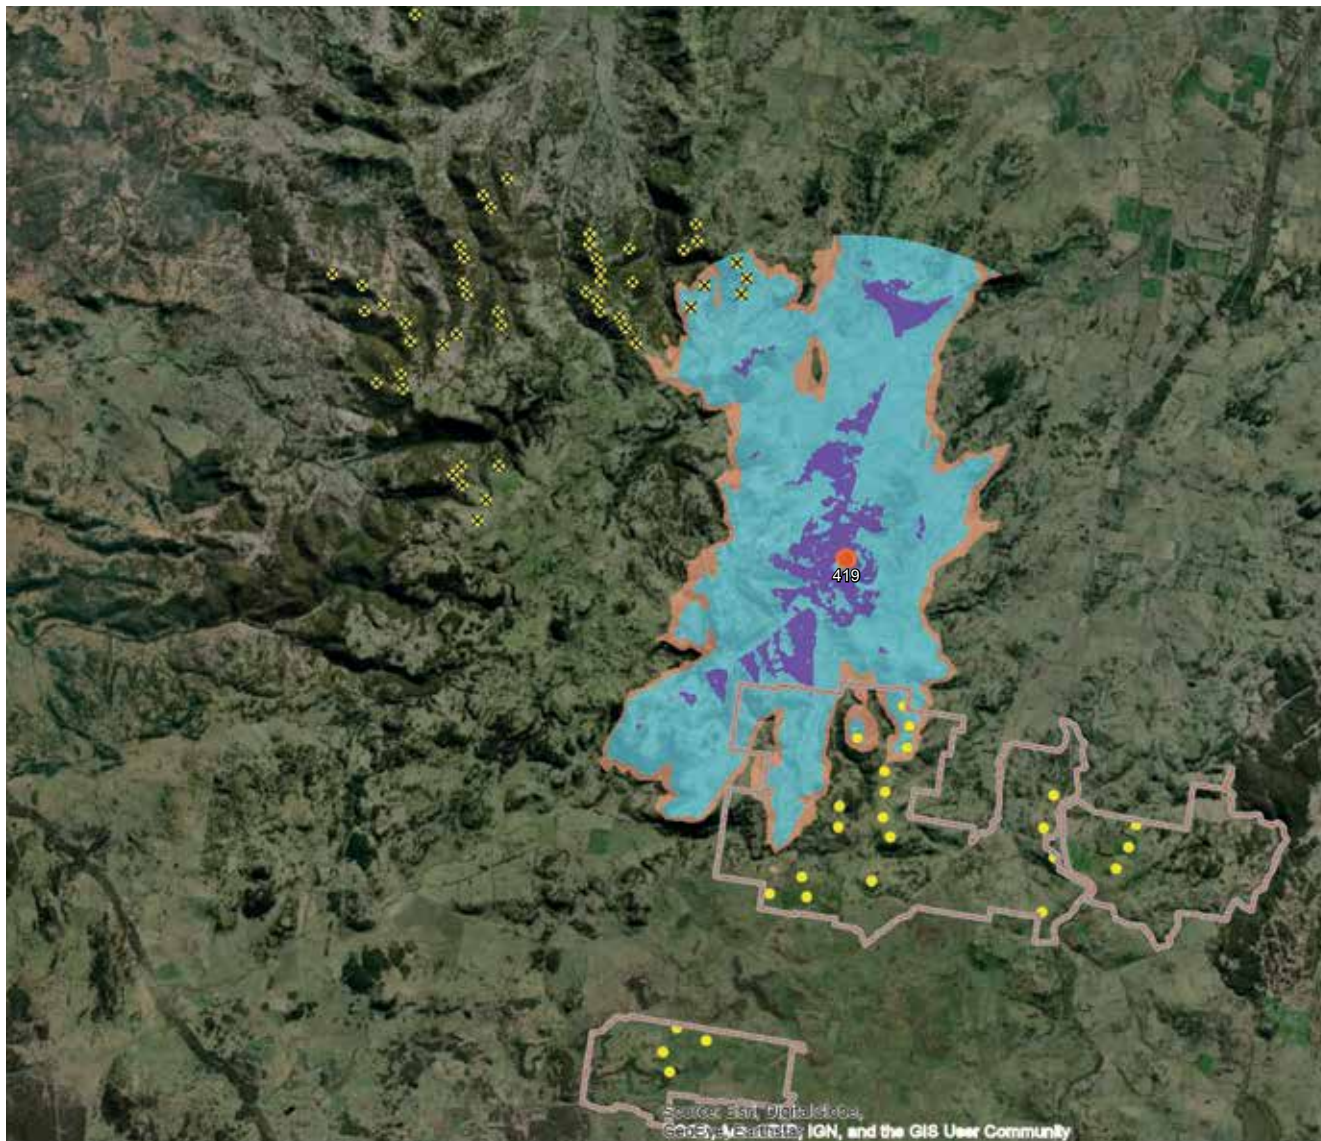 419
Source: Esri, DigitalGlobe,
IGN, and the GIS User Community